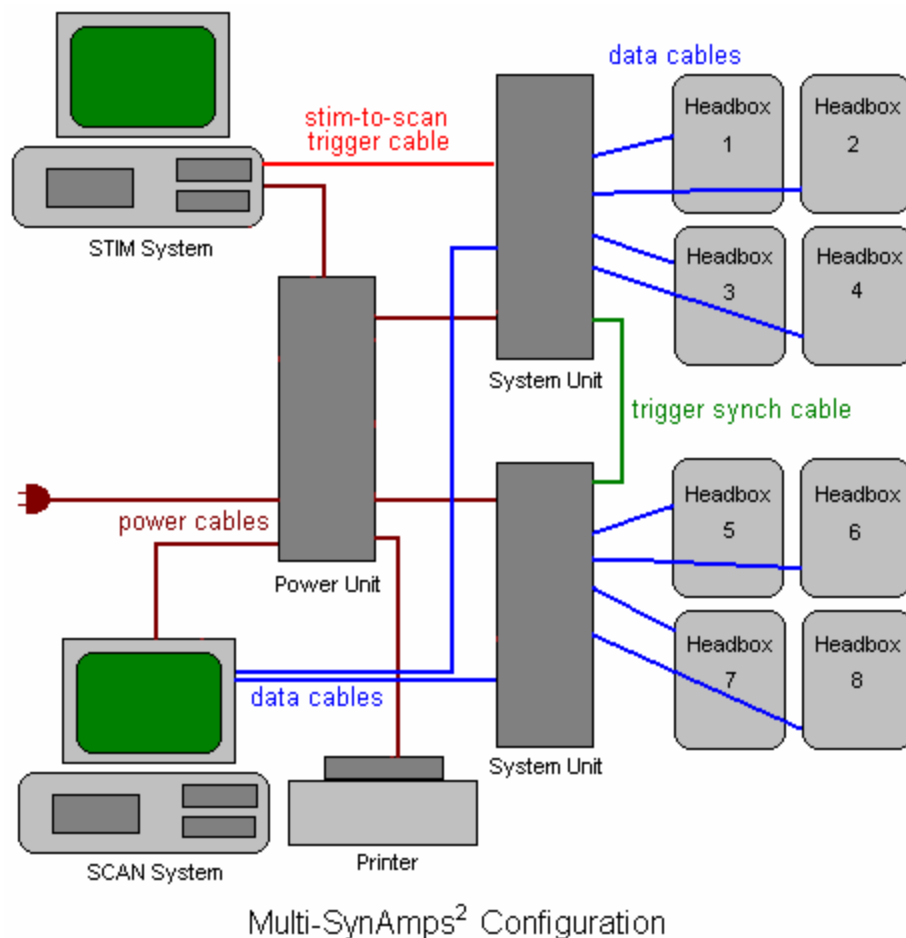 data cables
stim-to-scan
trigger cable
Headbox
1
Headbox
2
STIM System
Headbox
3
Headbox
4
System Unit
trigger synch cable
power cables
Power Unit
Headbox
5
Headbox
6
Headbox
7
Headbox
8
data cables
System Unit
SCAN System
Printer
Multi-SynAmps² Configuration